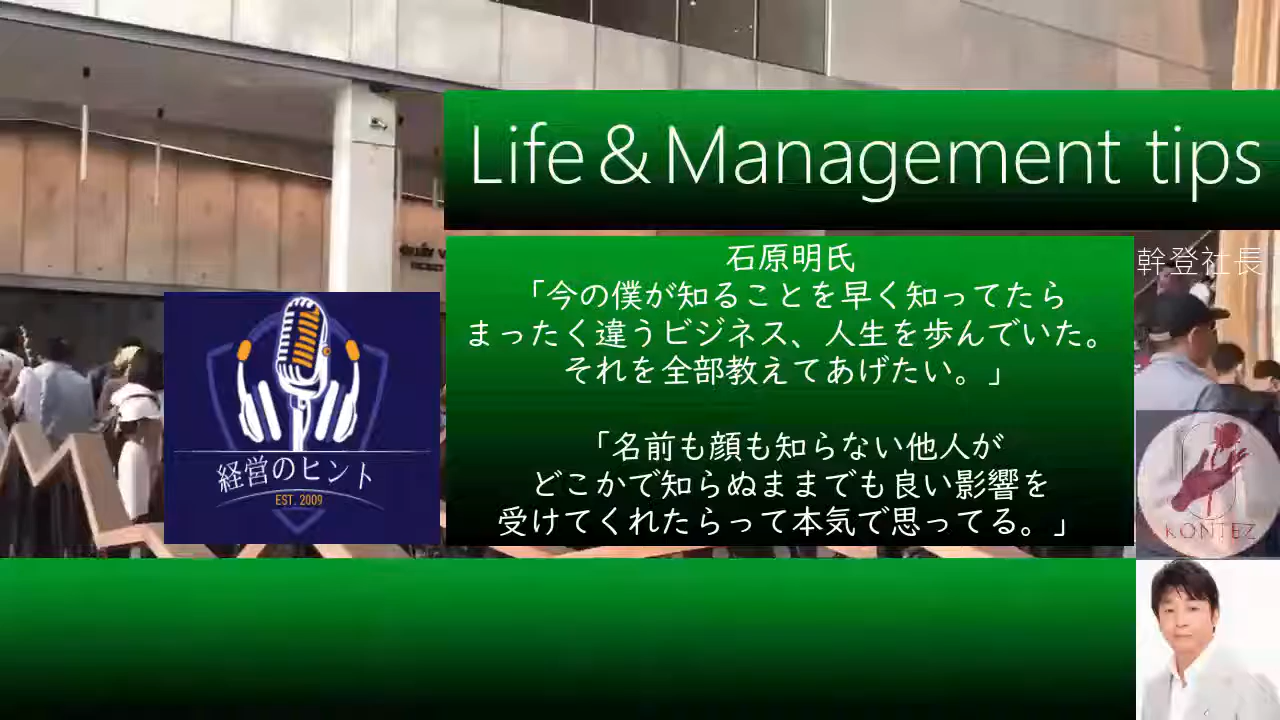 Life＆Management tips
石原明氏
「今の僕が知ることを早く知ってたら
まったく違うビジネス、人生を歩んでいた。
それを全部教えてあげたい。」
「名前も顔も知らない他人が
どこかで知らぬままでも良い影響を
受けてくれたらって本気で思ってる。」
幹登社長
経営のヒント
EST. 2009
KONTEZ